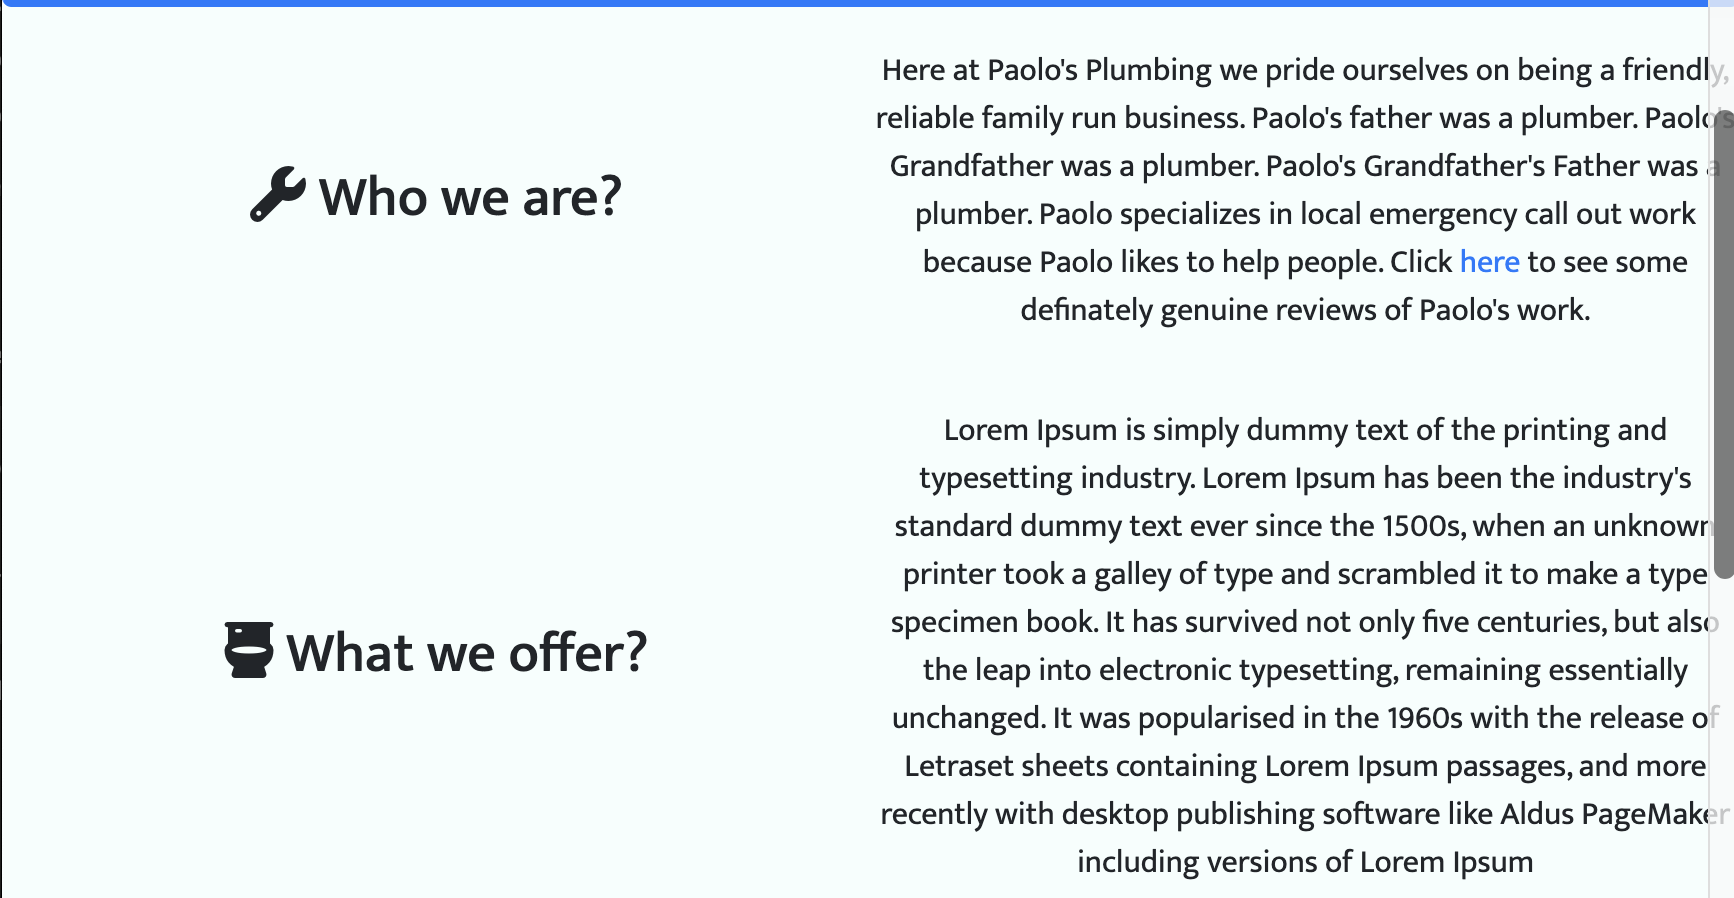 Here at Paolo's Plumbing we pride ourselves on being a friendly,
reliable family run business. Paolo's father was a plumber. Paolo's
Grandfather was a plumber. Paolo's Grandfather's Father was a
plumber. Paolo specializes in local emergency call out work
because Paolo likes to help people. Click here to see some
definately genuine reviews of Paolo's work.
Who we are?
Lorem Ipsum is simply dummy text of the printing and
typesetting industry. Lorem Ipsum has been the industry's
standard dummy text ever since the 1500s, when an unknown
printer took a galley of type and scrambled it to make a type
specimen book. It has survived not only five centuries, but also
the leap into electronic typesetting, remaining essentially
unchanged. It was popularised in the 1960s with the release of
Letraset sheets containing Lorem Ipsum passages, and more
recently with desktop publishing software like Aldus PageMaker
including versions of Lorem Ipsum
What we offer?